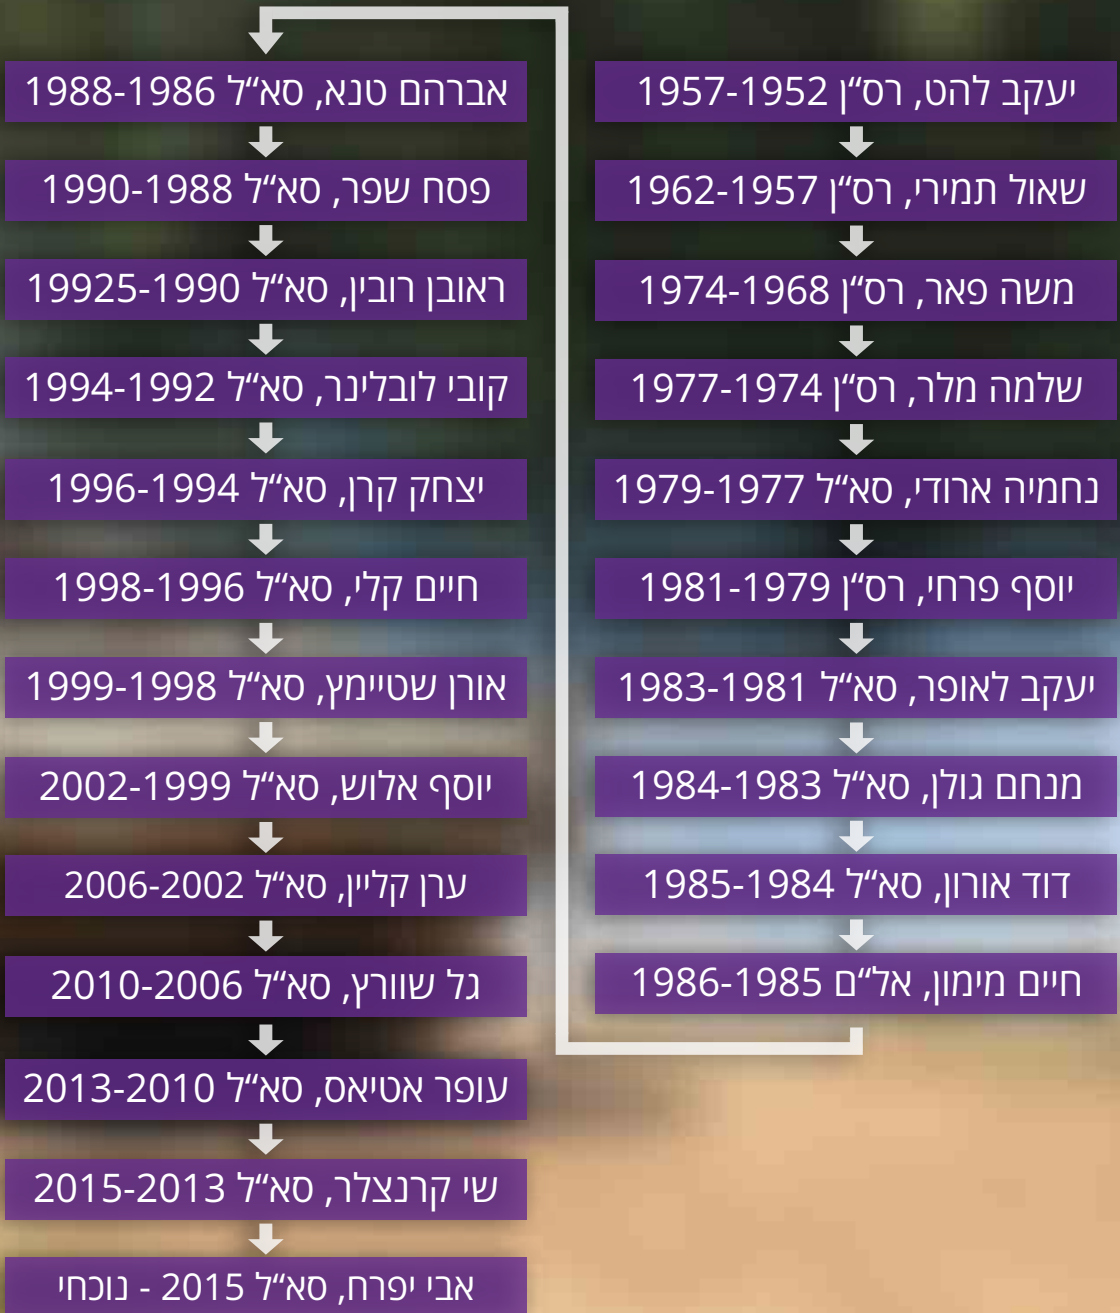 יעקב להט, רס“ן 1957-1952
שאול תמירי, רס“ן 1962-1957
משה פאר, רס“ן 1974-1968
שלמה מלר, רס“ן 1977-1974
נחמיה ארודי, סא“ל 1979-1977
יוסף פרחי, רס“ן 1981-1979
יעקב לאופר, סא“ל 1983-1981
מנחם גולן, סא“ל 1984-1983
דוד אורון, סא“ל 1985-1984
חיים מימון, אל“ם 1986-1985
אברהם טנא, סא“ל 1988-1986
פסח שפר, סא“ל 1990-1988
ראובן רובין, סא“ל 19925-1990
קובי לובלינר, סא“ל 1994-1992
יצחק קרן, סא“ל 1996-1994
חיים קלי, סא“ל 1998-1996
אורן שטיימץ, סא“ל 1999-1998
יוסף אלוש, סא“ל 2002-1999
ערן קליין, סא“ל 2006-2002
גל שוורץ, סא“ל 2010-2006
עופר אטיאס, סא“ל 2013-2010
שי קרנצלר, סא“ל 2015-2013
אבי יפרח, סא“ל 2015 - נוכחי